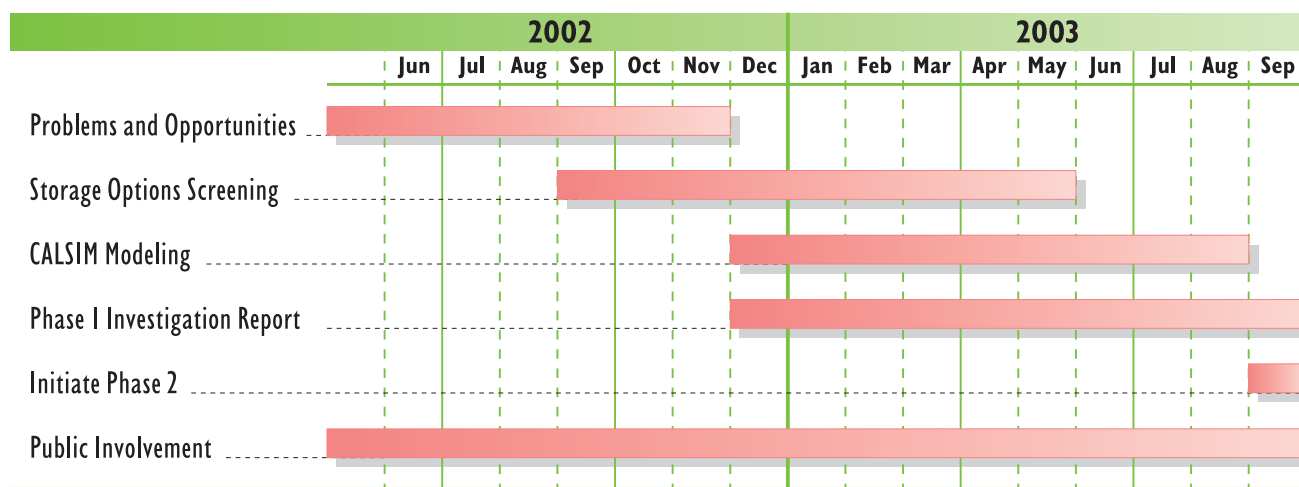 2002 2003
Jun Jul Aug Sep Oct Nov Dec Jan Feb Mar Apr May Jun Jul Aug Sep
Problems and Opportunities
Storage Options Screening
CALSIM Modeling
Phase 1 Investigation Report
Initiate Phase 2
Public Involvement